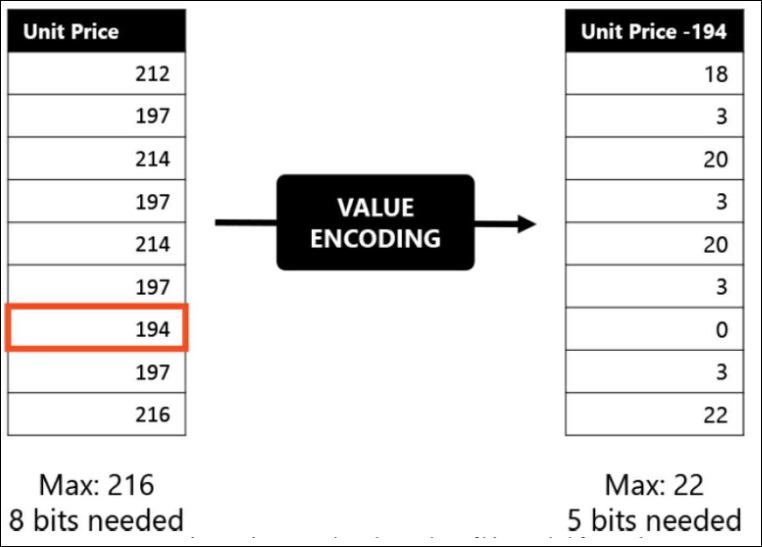 Unit Price
212
197
214
197
214
197
194
197
216
Max: 216
8 bits needed
VALUE
ENCODING
Unit Price -194
18
3
20
3
20
3
0
3
22
Max: 22
5 bits needed